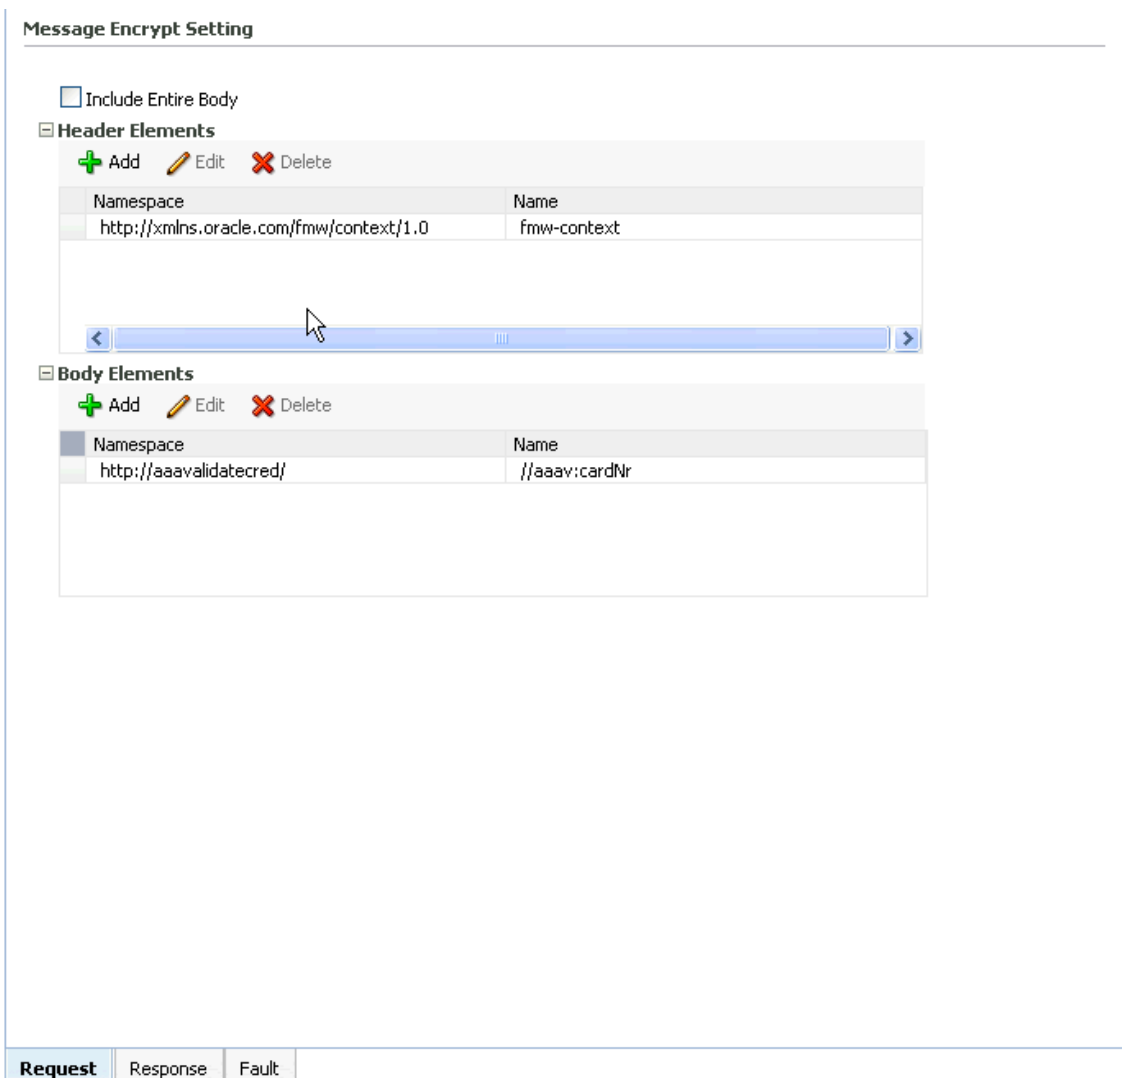 Message Encrypt Setting
Include Entire Body
Header Elements
Add Edit Delete
Namespace Name
http://xmlns.oracle.com/fmw/context/1.0 fmw-context
Body Elements
Add Edit Delete
Namespace Name
http://aaavalidatecred/ //aaav:cardNr
Request Response Fault